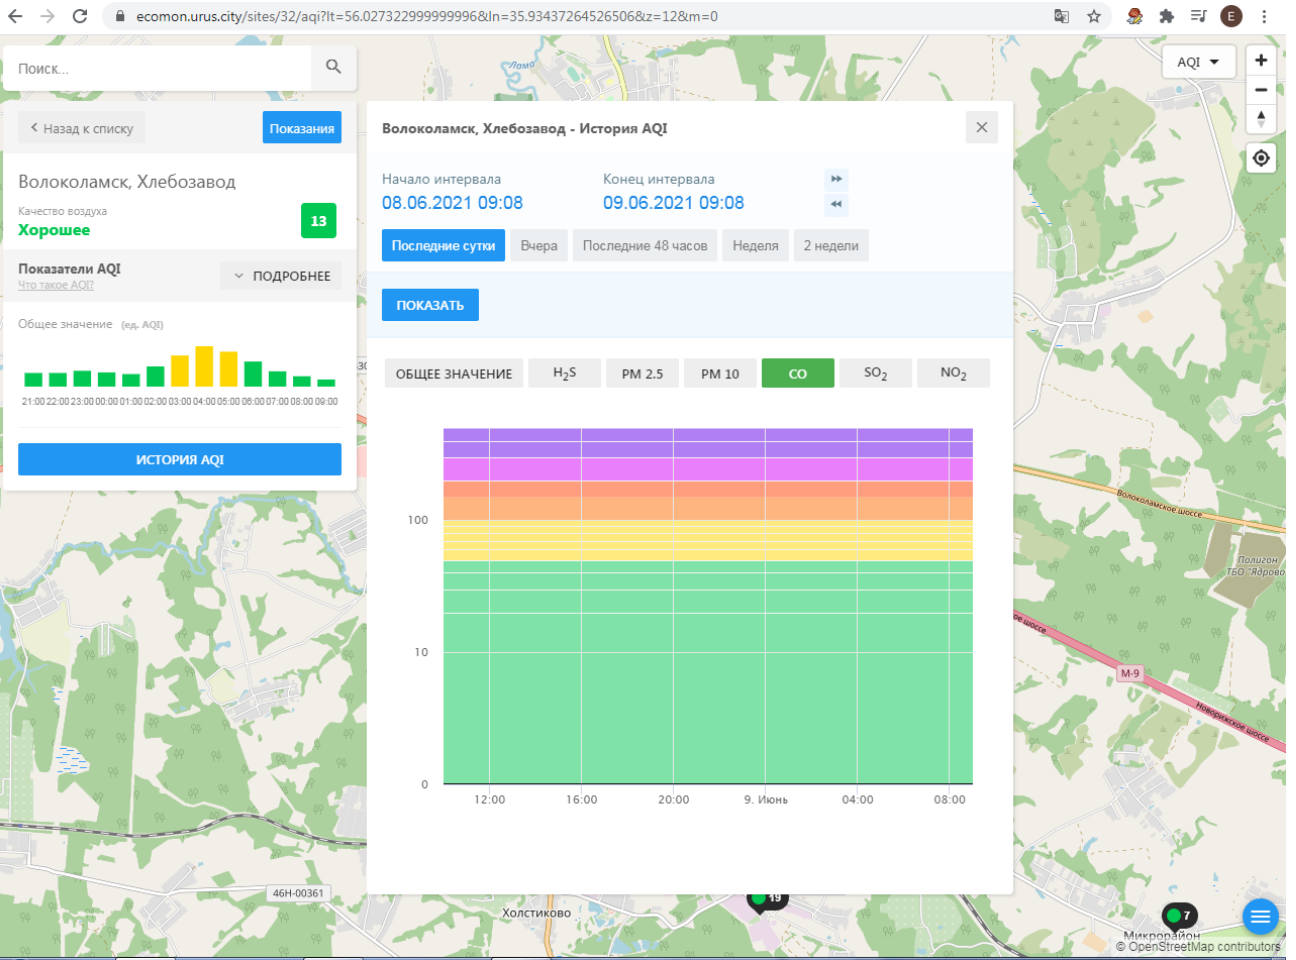 ecomon.urus.city/sites/32/aqi?lt=56.027322999999996&ln=35.93437264526506&z=12&m=0
E
Поиск...
AQI
Лама
Назад к списку
Показания
Волоколамск, Хлебозавод
Качество воздуха
Хорошее
13
Показатели AQI
Что такое AQI?
ПОДРОБНЕЕ
Общее значение (ед. AQI)
21:00 22:00 23:00 00:00 01:00 02:00 03:00 04:00 05:00 06:00 07:00 08:00 09:00
ИСТОРИЯ AQI
Волоколамск, Хлебозавод - История AQI
Начало интервала
Конец интервала
08.06.2021 09:08
09.06.2021 09:08
Последние сутки
Вчера
Последние 48 часов
Неделя
2 недели
ПОКАЗАТЬ
ОБЩЕЕ ЗНАЧЕНИЕ
H2S
PM 2.5
PM 10
CO
SO2
NO2
100
10
0
12:00
16:00
20:00
9. Июнь
04:00
08:00
Волоколамское шоссе
Полигон
ТБО "Ядрово
ое шоссе
М-9
Новорижское шоссе
46Н-00361
Холстиково
19
7
Микрорайон
© OpenStreetMap contributors